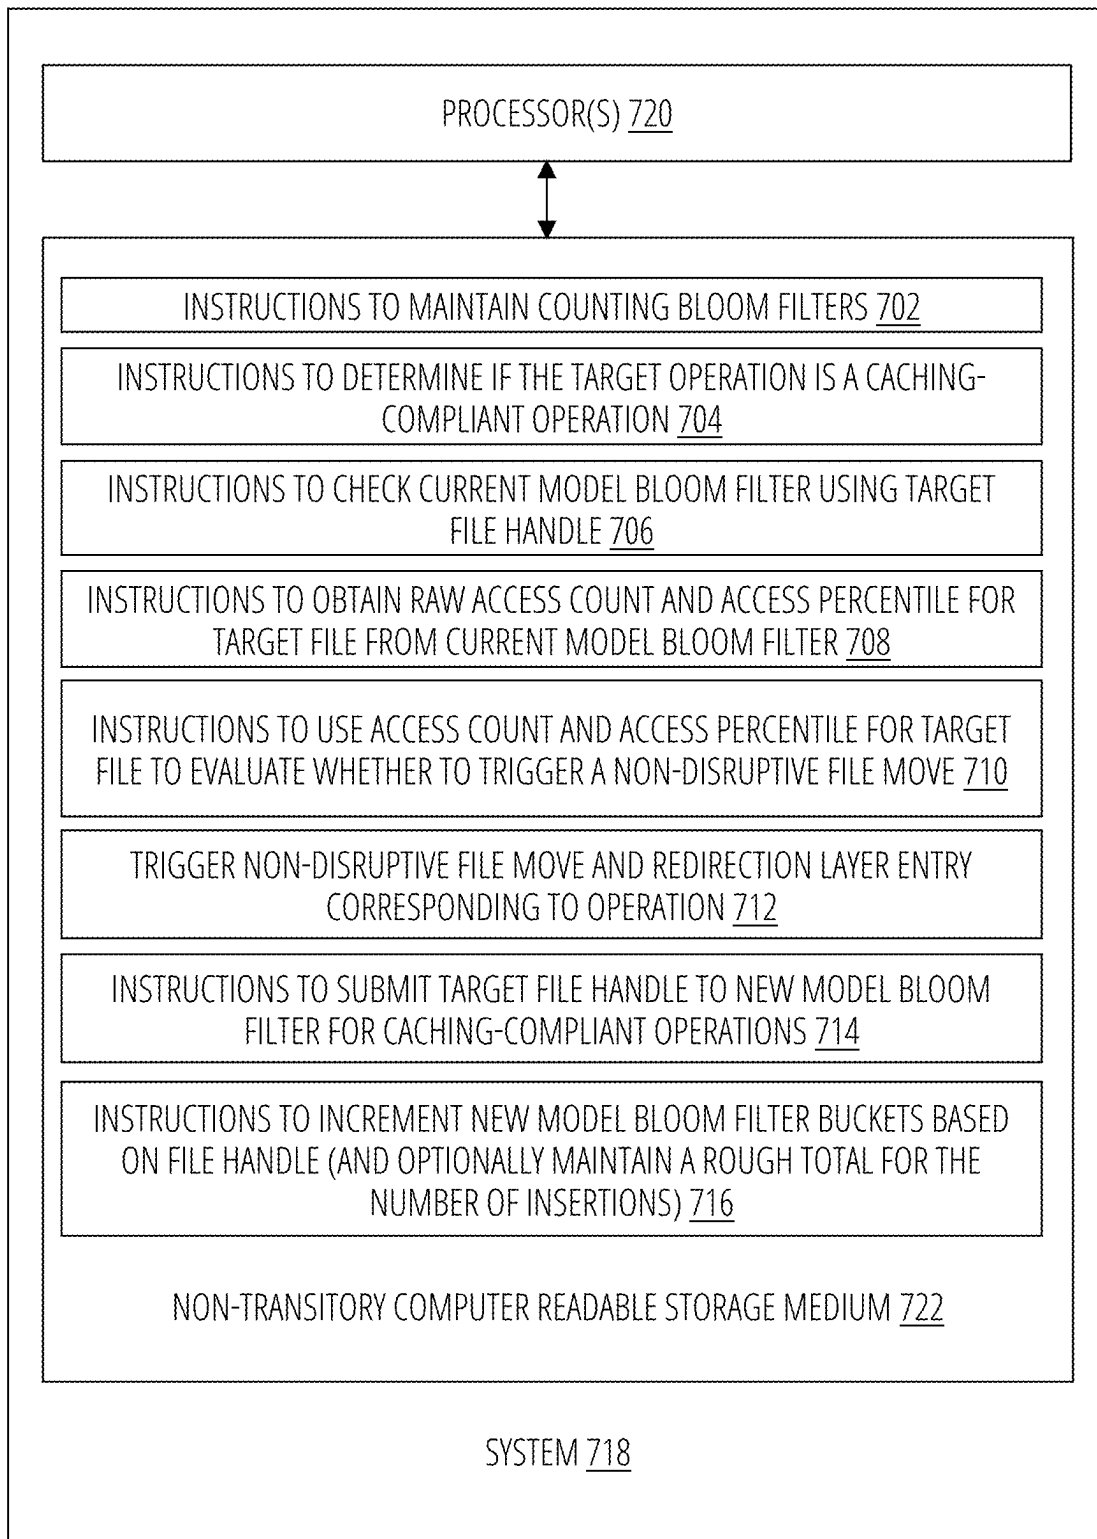 PROCESSOR(S) 720
INSTRUCTIONS TO MAINTAIN COUNTING BLOOM FILTERS 702
INSTRUCTIONS TO DETERMINE IF THE TARGET OPERATION IS A CACHING-
COMPLIANT OPERATION 704
INSTRUCTIONS TO CHECK CURRENT MODEL BLOOM FILTER USING TARGET
FILE HANDLE 706
INSTRUCTIONS TO OBTAIN RAW ACCESS COUNT AND ACCESS PERCENTILE FOR
TARGET FILE FROM CURRENT MODEL BLOOM FILTER 708
INSTRUCTIONS TO USE ACCESS COUNT AND ACCESS PERCENTILE FOR TARGET
FILE TO EVALUATE WHETHER TO TRIGGER A NON-DISRUPTIVE FILE MOVE 710
TRIGGER NON-DISRUPTIVE FILE MOVE AND REDIRECTION LAYER ENTRY
CORRESPONDING TO OPERATION 712
INSTRUCTIONS TO SUBMIT TARGET FILE HANDLE TO NEW MODEL BLOOM
FILTER FOR CACHING-COMPLIANT OPERATIONS 714
INSTRUCTIONS TO INCREMENT NEW MODEL BLOOM FILTER BUCKETS BASED
ON FILE HANDLE (AND OPTIONALLY MAINTAIN A ROUGH TOTAL FOR THE
NUMBER OF INSERTIONS) 716
NON-TRANSITORY COMPUTER READABLE STORAGE MEDIUM 722
SYSTEM 718